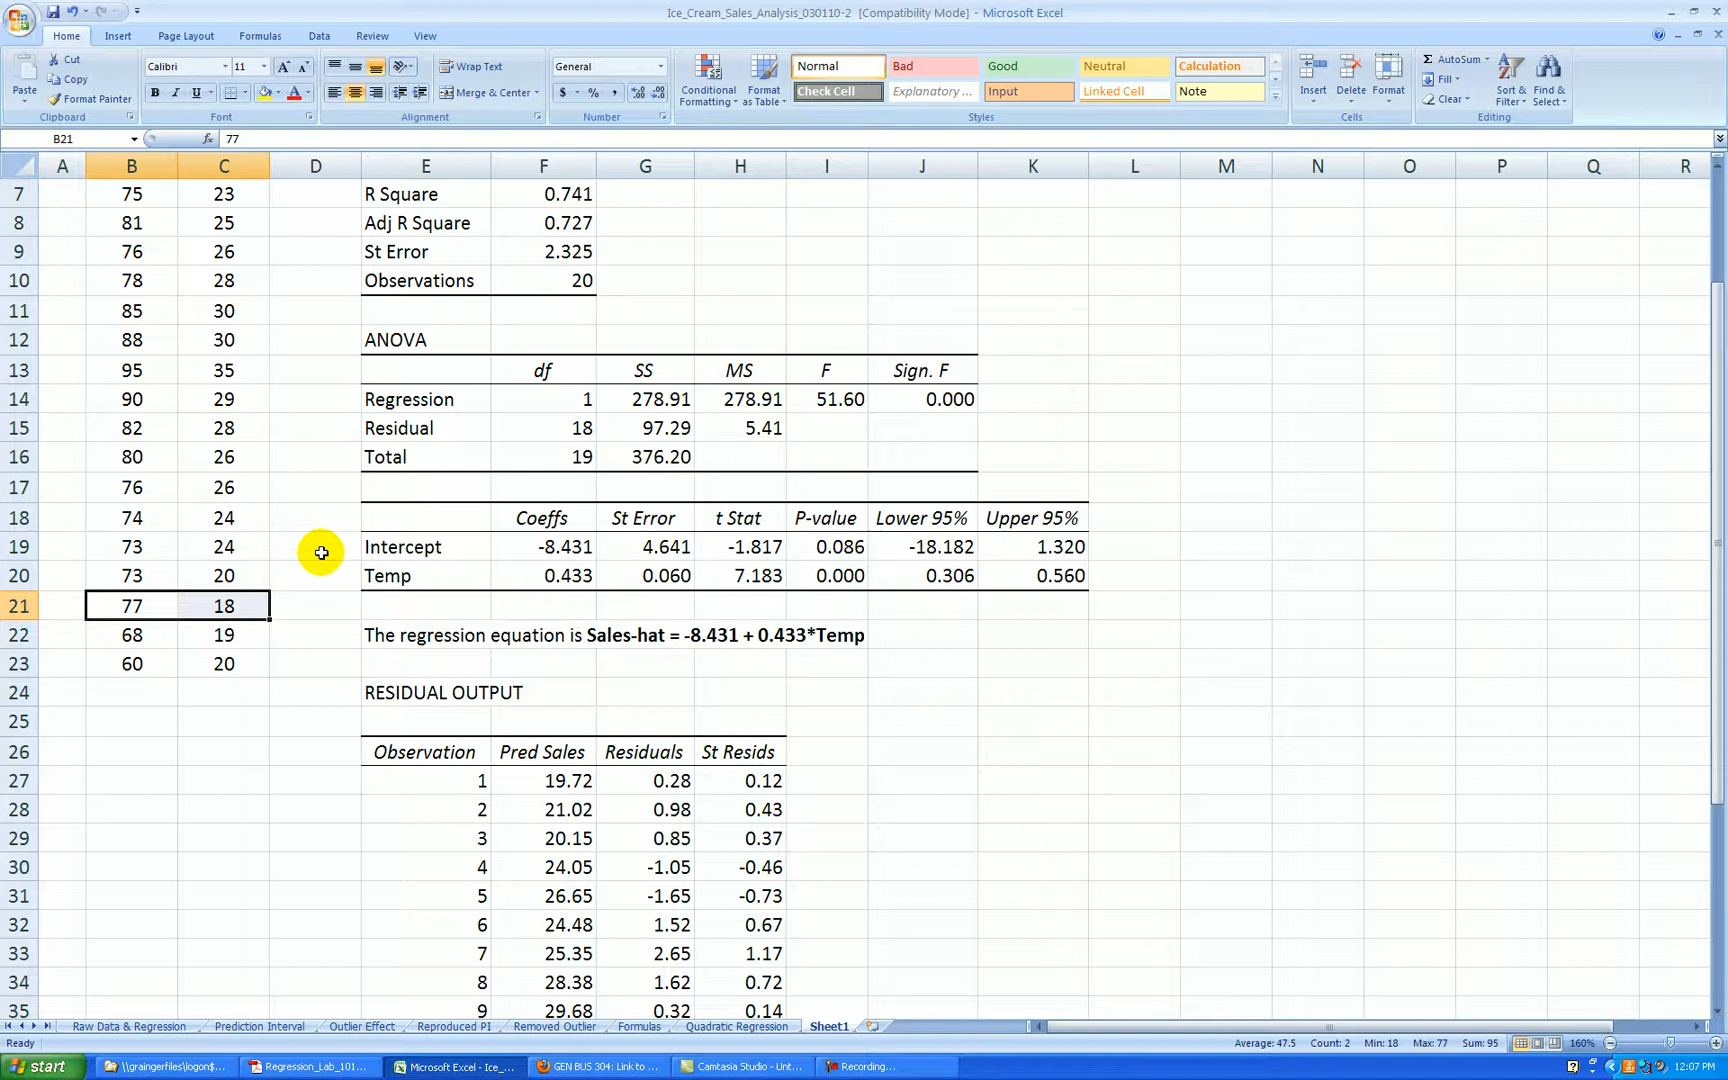 Ice_Cream_Sales_Analysis_030110-2 [Compatibility Mode] - Microsoft Excel
Home Insert Page Layout Formulas Data Review View
Paste Cut Copy Format Painter Clipboard
Calibri 11 A A B I U A Font
Wrap Text Merge & Center Alignment
General $ % , Number
Conditional Formatting Format as Table
Normal Bad Good Neutral Calculation
Check Cell Explanatory ... Input Linked Cell Note
Styles
Insert Delete Format Cells
Σ AutoSum Fill Clear Sort & Filter Find & Select Editing
B21 fx 77
A B C D E F G H I J K L M N O P Q R
7 75 23 R Square 0.741
8 81 25 Adj R Square 0.727
9 76 26 St Error 2.325
10 78 28 Observations 20
11 85 30
12 88 30 ANOVA
13 95 35 df SS MS F Sign. F
14 90 29 Regression 1 278.91 278.91 51.60 0.000
15 82 28 Residual 18 97.29 5.41
16 80 26 Total 19 376.20
17 76 26
18 74 24 Coeffs St Error t Stat P-value Lower 95% Upper 95%
19 73 24 Intercept -8.431 4.641 -1.817 0.086 -18.182 1.320
20 73 20 Temp 0.433 0.060 7.183 0.000 0.306 0.560
21 77 18
22 68 19 The regression equation is Sales-hat = -8.431 + 0.433*Temp
23 60 20
24 RESIDUAL OUTPUT
25
26 Observation Pred Sales Residuals St Resids
27 1 19.72 0.28 0.12
28 2 21.02 0.98 0.43
29 3 20.15 0.85 0.37
30 4 24.05 -1.05 -0.46
31 5 26.65 -1.65 -0.73
32 6 24.48 1.52 0.67
33 7 25.35 2.65 1.17
34 8 28.38 1.62 0.72
35 9 29.68 0.32 0.14
Raw Data & Regression Prediction Interval Outlier Effect Reproduced PI Removed Outlier Formulas Quadratic Regression Sheet1
Ready Average: 47.5 Count: 2 Min: 18 Max: 77 Sum: 95 160%
start \\graingerfiles\logon$... Regression_Lab_101... Microsoft Excel - Ice_... GEN BUS 304: Link to ... Camtasia Studio - Unt... Recording... 12:07 PM